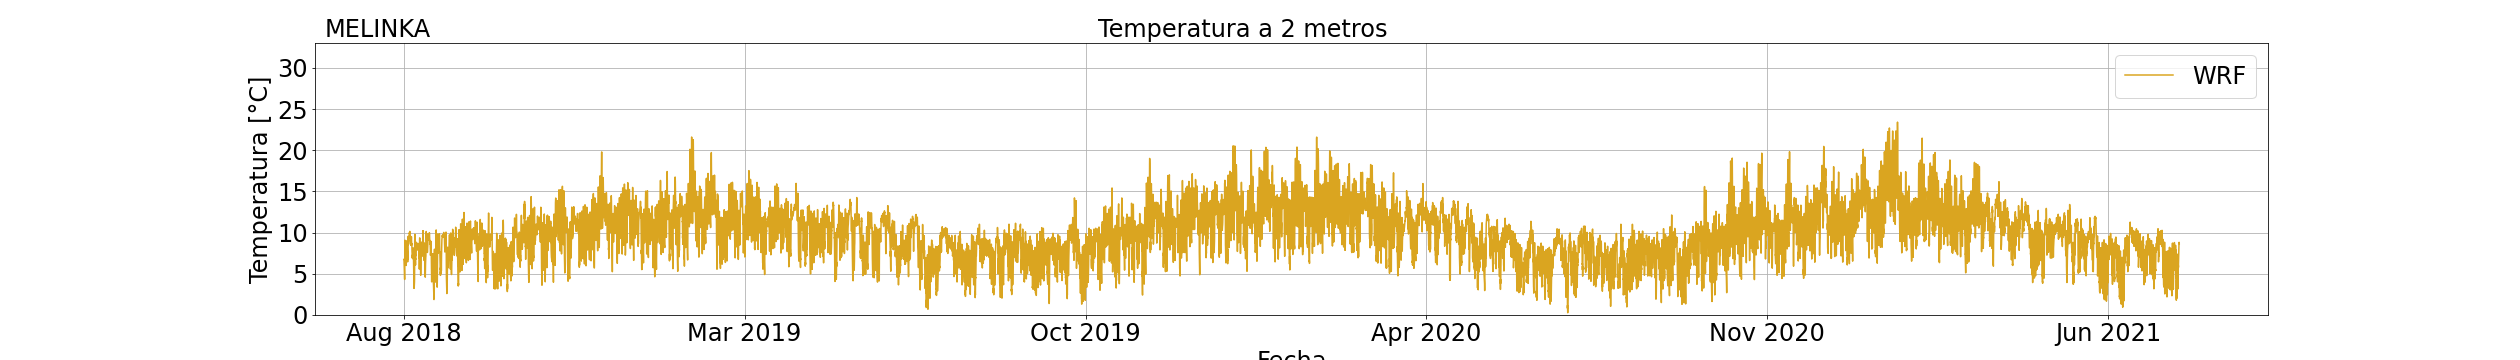 MELINKA
Temperatura a 2 metros
Temperatura [°C]
30
25
20
15
10
5
0
WRF
Aug 2018 Mar 2019 Oct 2019 Apr 2020 Nov 2020 Jun 2021
Fecha